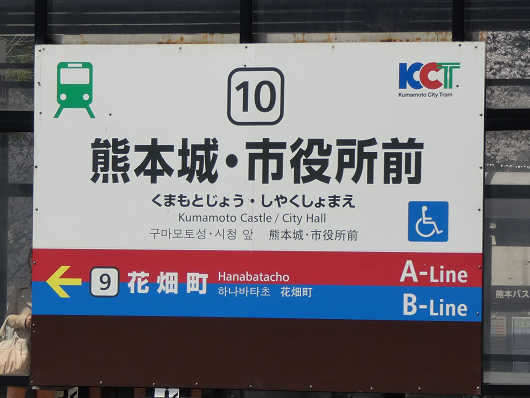 10
KCT
Kumamoto City Tram
熊本城・市役所前
くまもとじょう・しやくしょまえ
Kumamoto Castle / City Hall
구마모토성・시청 앞 熊本城・市役所前
9 花畑町 Hanabatacho
하나바타초 花畑町
A-Line
B-Line
熊本バス